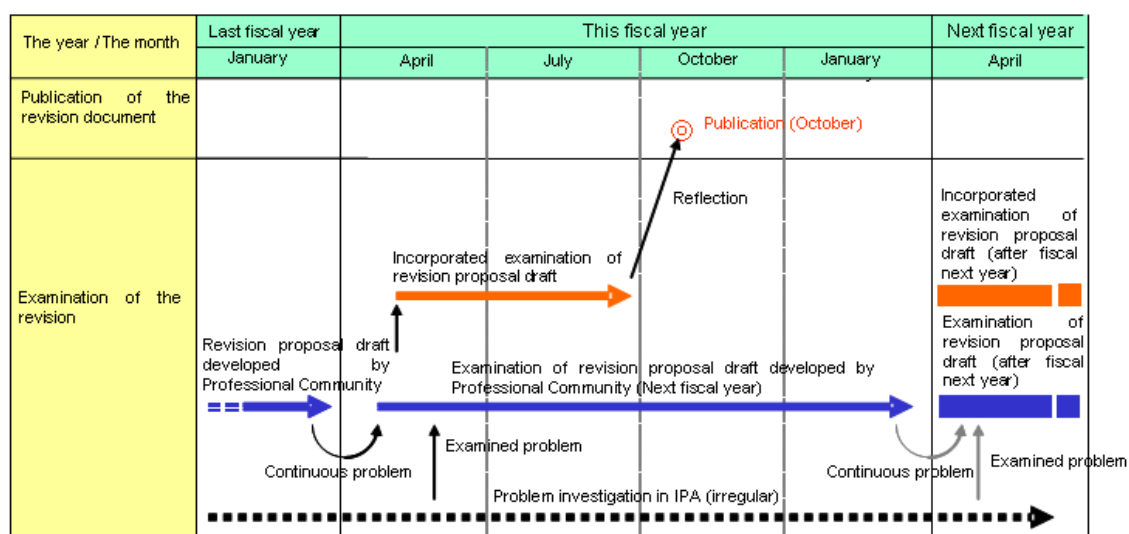 The year /The month
Last fiscal year
This fiscal year
Next fiscal year
January
April
July
October
January
April
Publication of the
revision document
Publication (October)
Reflection
Incorporated
examination of
revision proposal
draft (after fiscal
next year)
Incorporated examination of
revision proposal draft
Examination of the
revision
Examination of
revision proposal
draft (after fiscal
next year)
Revision proposal draft
developed by
Professional Community
Examination of revision proposal draft developed by
Professional Community (Next fiscal year)
Examined problem
Continuous problem
Continuous problem
Examined problem
Problem investigation in IPA (irregular)